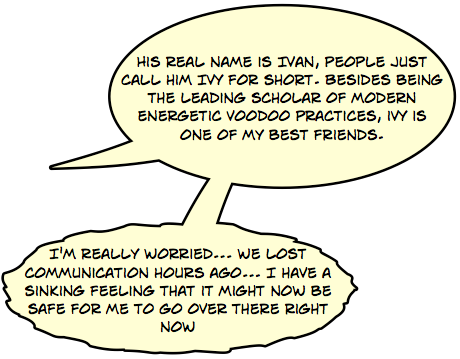 HIS REAL NAME IS IVAN, PEOPLE JUST
CALL HIM IVY FOR SHORT. BESIDES BEING
THE LEADING SCHOLAR OF MODERN
ENERGETIC VOODOO PRACTICES, IVY IS
ONE OF MY BEST FRIENDS.
I'M REALLY WORRIED... WE LOST
COMMUNICATION HOURS AGO... I HAVE A
SINKING FEELING THAT IT MIGHT NOW BE
SAFE FOR ME TO GO OVER THERE RIGHT
NOW